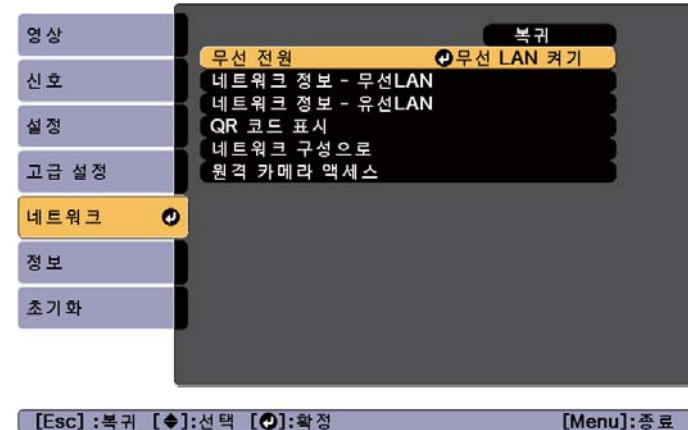 영상
신호
설정
고급 설정
네트워크
정보
초기화
복귀
무선 전원 무선 LAN 켜기
네트워크 정보 - 무선LAN
네트워크 정보 - 유선LAN
QR 코드 표시
네트워크 구성으로
원격 카메라 액세스
[Esc] :복귀 [◆]:선택 [↵]:확정 [Menu]:종료